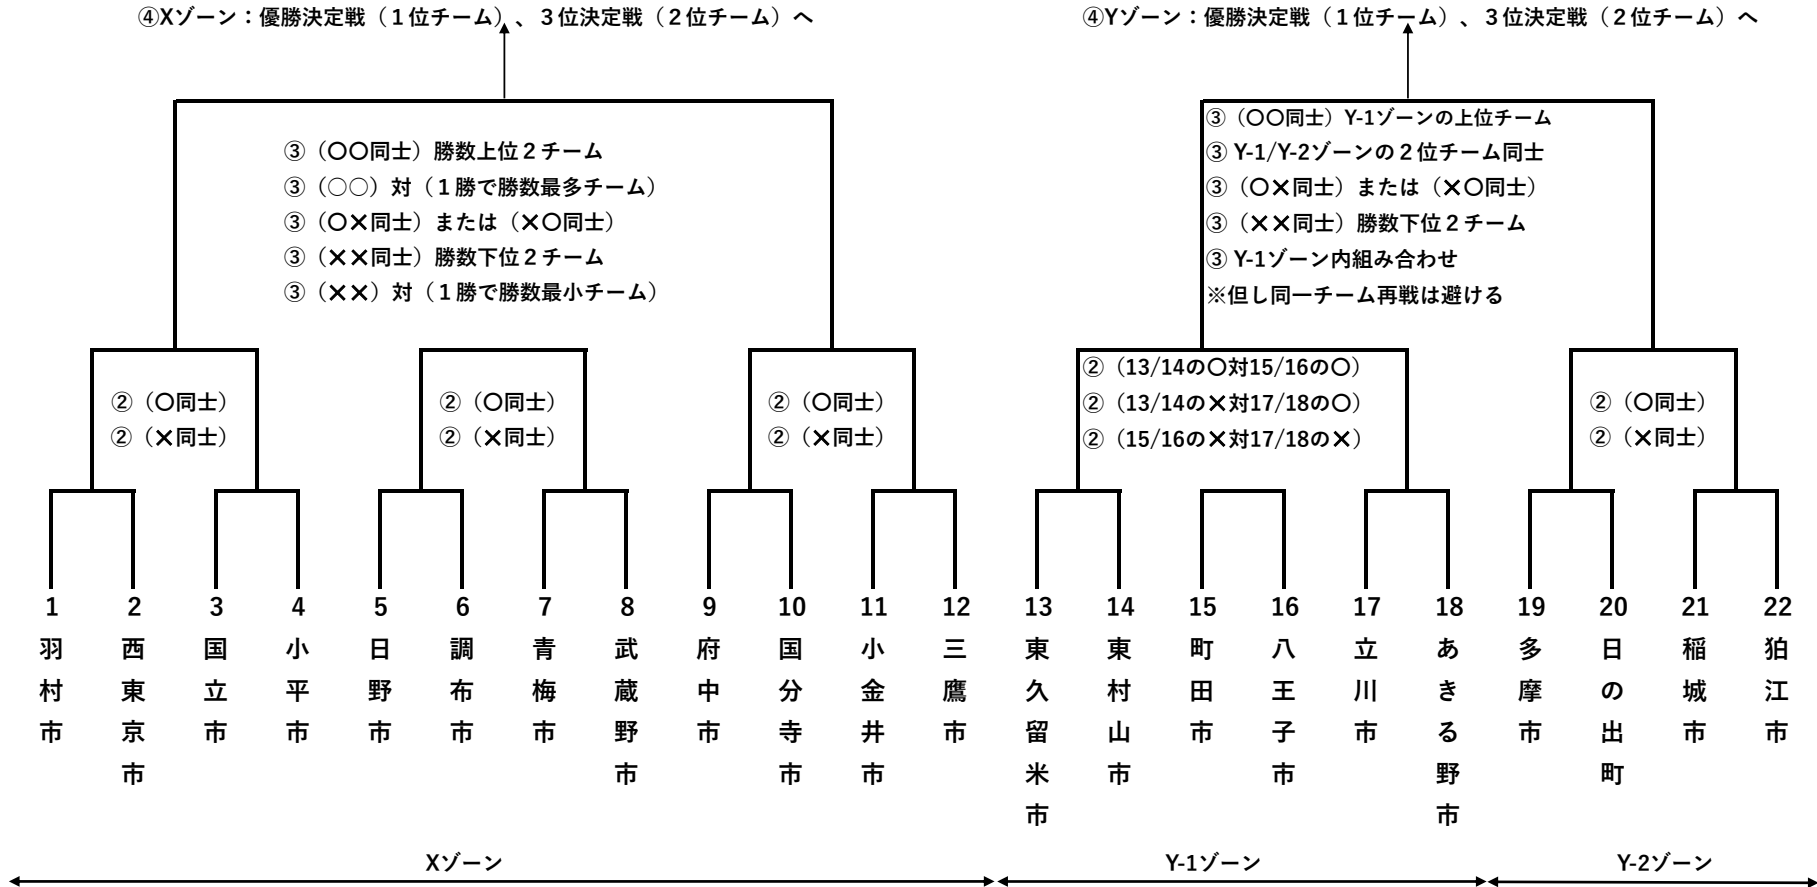 ④Xゾーン：優勝決定戦（１位チーム）、３位決定戦（２位チーム）へ
④Yゾーン：優勝決定戦（１位チーム）、３位決定戦（２位チーム）へ
③（〇〇同士）勝数上位２チーム
③（○○）対（１勝で勝数最多チーム）
③（〇✕同士）または（✕〇同士）
③（✕✕同士）勝数下位２チーム
③（✕✕）対（１勝で勝数最小チーム）
③（〇〇同士）Y-1ゾーンの上位チーム
③ Y-1/Y-2ゾーンの２位チーム同士
③（〇✕同士）または（✕〇同士）
③（✕✕同士）勝数下位２チーム
③ Y-1ゾーン内組み合わせ
※但し同一チーム再戦は避ける
②（〇同士）
②（✕同士）
②（〇同士）
②（✕同士）
②（〇同士）
②（✕同士）
②（13/14の〇対15/16の〇）
②（13/14の✕対17/18の〇）
②（15/16の✕対17/18の✕）
②（〇同士）
②（✕同士）
1 2 3 4 5 6 7 8 9 10 11 12 13 14 15 16 17 18 19 20 21 22
羽村市
西東京市
国立市
小平市
日野市
調布市
青梅市
武蔵野市
府中市
国分寺市
小金井市
三鷹市
東久留米市
東村山市
町田市
八王子市
立川市
あきる野市
多摩市
日の出町
稲城市
狛江市
Xゾーン
Y-1ゾーン
Y-2ゾーン